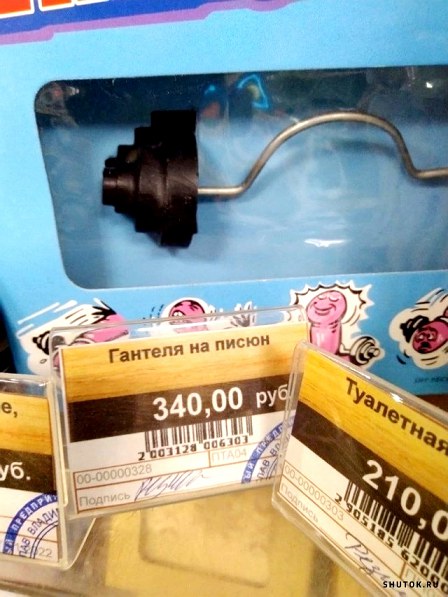 Гантеля на писюн
340,00 руб
2 003128 006303
00-00000328 ПТА04
Подпись
уб.
Туалетная
210,0
00-00000303
Подпись
SHUTOK.RU